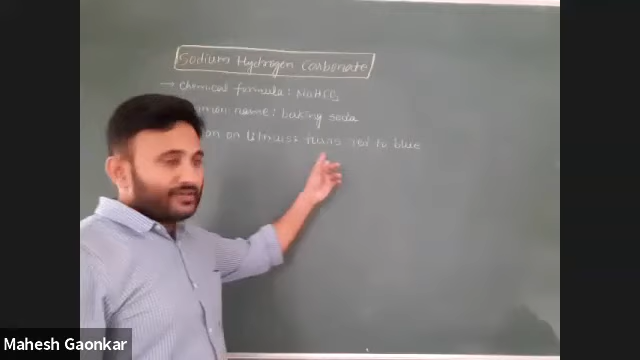 Sodium Hydrogen Carbonate
→ chemical formula: NaHCO3
name: baking soda
on Litmus: turns red to blue
Mahesh Gaonkar